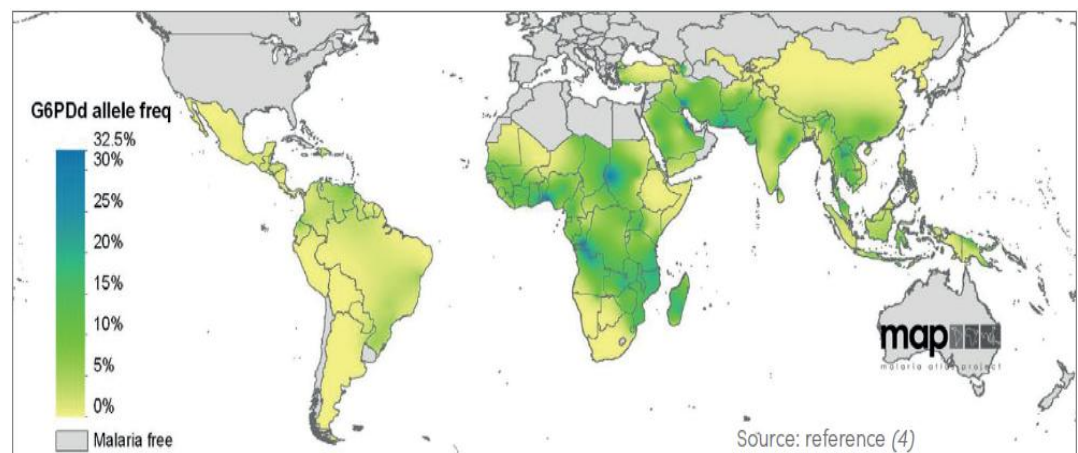 G6PDd allele freq
32.5%
30%
20%
15%
10%
5%
0%
Malaria free
map
malaria atlas project
Source: reference (4)